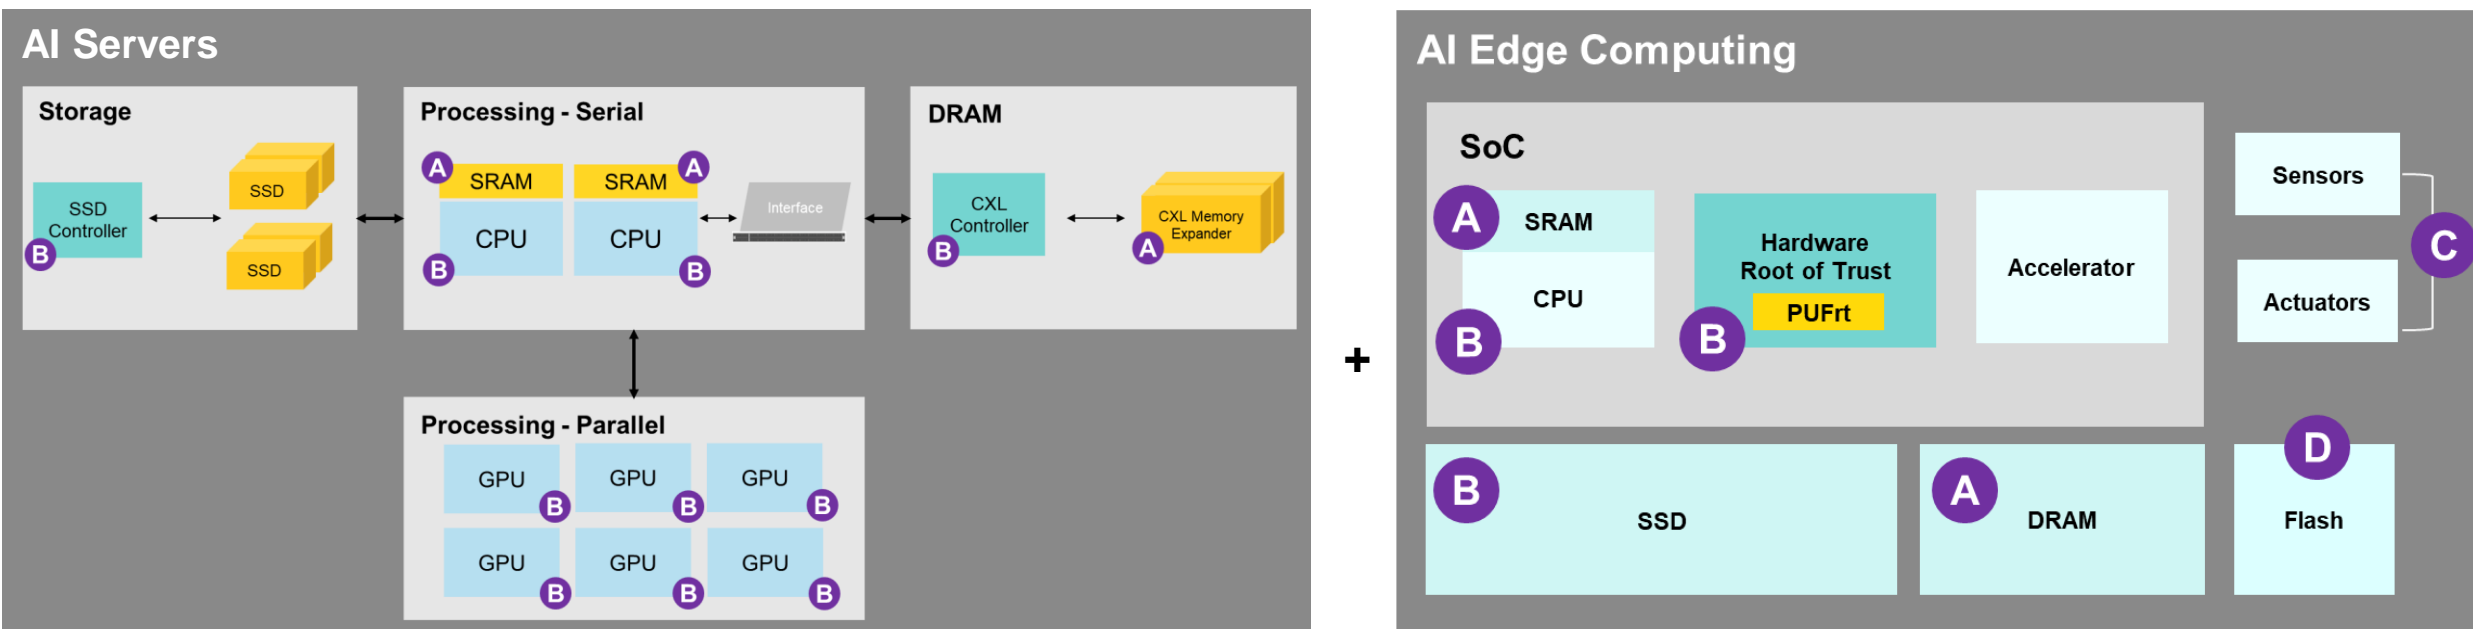 AI Servers
Storage
SSD
Controller
B
SSD
SSD
Processing - Serial
A
SRAM
SRAM
A
CPU
CPU
B
B
Interface
DRAM
CXL
Controller
B
CXL Memory
Expander
A
Processing - Parallel
GPU
B
GPU
B
GPU
B
GPU
B
GPU
B
GPU
B
+
AI Edge Computing
SoC
A
SRAM
CPU
B
Hardware
Root of Trust
PUFrt
B
Accelerator
Sensors
Actuators
C
B
SSD
A
DRAM
D
Flash